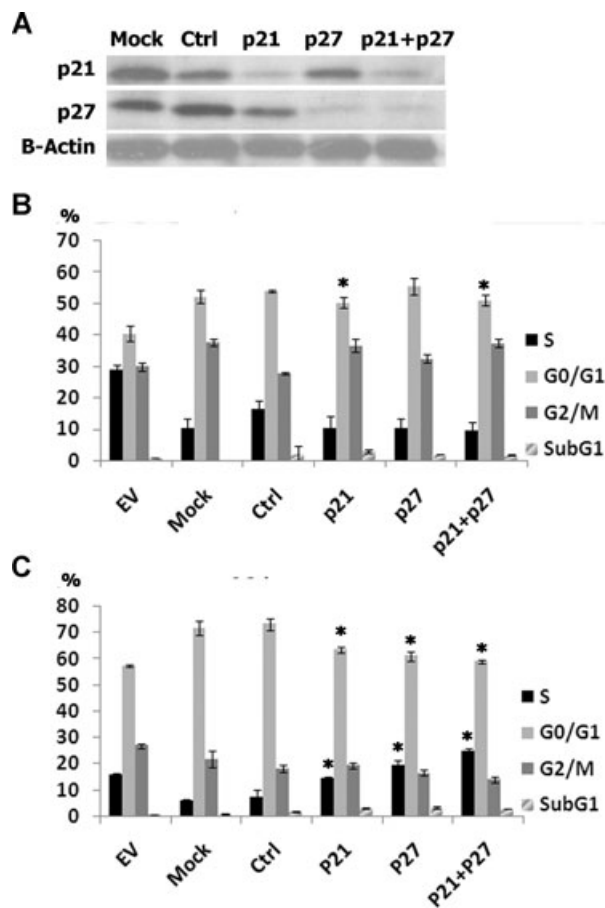 A
Mock Ctrl p21 p27 p21+p27
p21
p27
B-Actin
B
%
70
60
50
40
30
20
10
0
* *
S
G0/G1
G2/M
SubG1
EV Mock Ctrl p21 p27 p21+p27
C
%
80
70
60
50
40
30
20
10
0
* * *
* * *
S
G0/G1
G2/M
SubG1
EV Mock Ctrl P21 P27 P21+P27